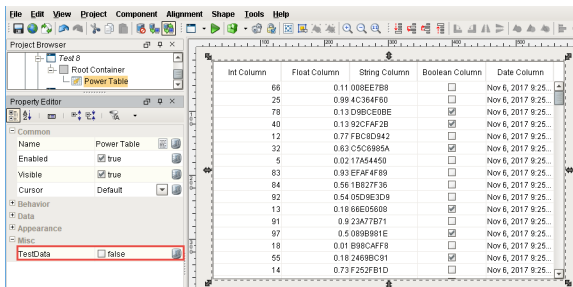 File Edit View Project Component Alignment Shape Tools Help
Project Browser
Test 8
Root Container
Power Table
Property Editor
Common
Name Power Table
Enabled true
Visible true
Cursor Default
Behavior
Data
Appearance
Misc
TestData false
100 200 300 400 500
Int Column Float Column String Column Boolean Column Date Column
66 0.11 008EE7B8 Nov 6, 2017 9:25...
25 0.99 4C364F60 Nov 6, 2017 9:25...
78 0.13 D9BCE0BE Nov 6, 2017 9:25...
40 0.13 92CFAF2B Nov 6, 2017 9:25...
12 0.77 FBC8D942 Nov 6, 2017 9:25...
32 0.63 C5C6985A Nov 6, 2017 9:25...
5 0.02 17A54450 Nov 6, 2017 9:25...
83 0.93 EFAF4F89 Nov 6, 2017 9:25...
84 0.56 1B827F36 Nov 6, 2017 9:25...
92 0.54 05D9E3D9 Nov 6, 2017 9:25...
13 0.18 66E05608 Nov 6, 2017 9:25...
91 0.9 23A77B71 Nov 6, 2017 9:25...
97 0.5 089B981E Nov 6, 2017 9:25...
18 0.01 B98CAFF8 Nov 6, 2017 9:25...
55 0.18 2469BC91 Nov 6, 2017 9:25...
14 0.73 F252FB1D Nov 6, 2017 9:25...